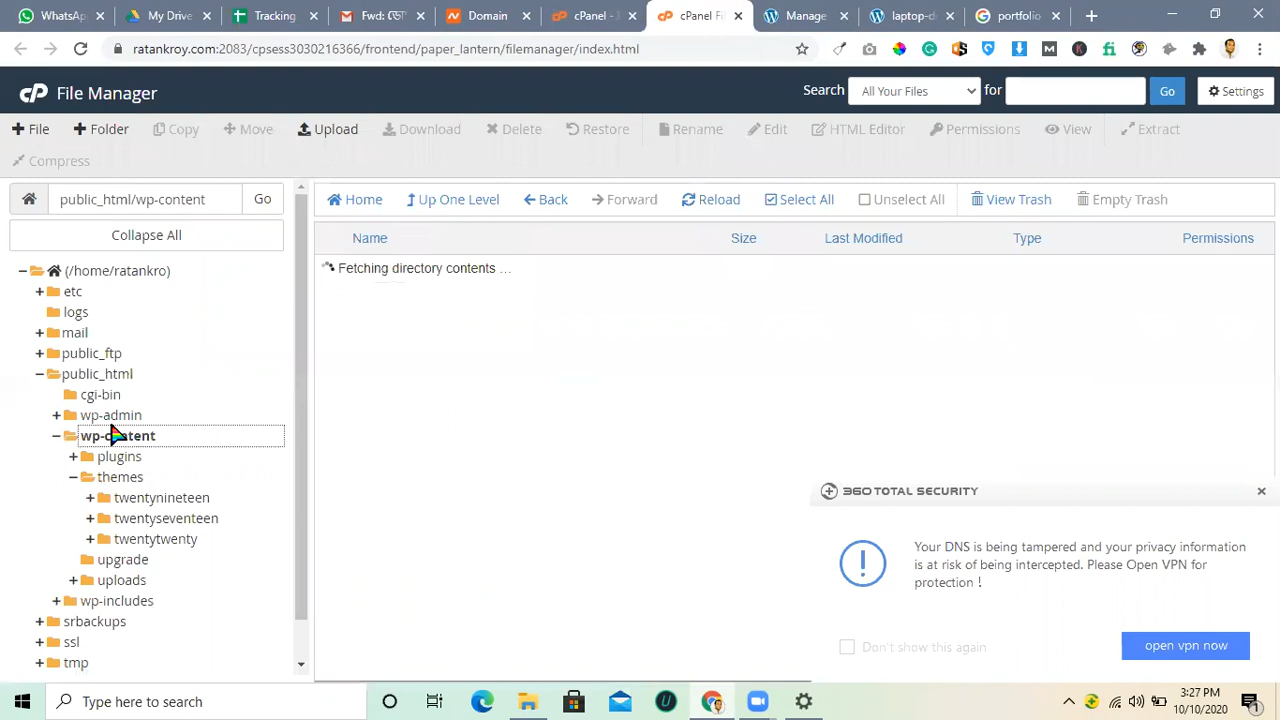 WhatsAp
My Drive
Tracking
Domain
cPanel - 
cPanel Fi
Manage
laptop-d
portfolio
ratankroy.com:2083/cpsess3030216366/frontend/paper_lantern/filemanager/index.html
cP File Manager
Search All Your Files for Go Settings
+ File + Folder Copy + Move Upload Download Delete Restore Rename Edit HTML Editor Permissions View Extract
Compress
public_html/wp-content Go
Home Up One Level Back Forward Reload Select All Unselect All View Trash Empty Trash
Collapse All
Name Size Last Modified Type Permissions
Fetching directory contents ...
(/home/ratankro)
etc
logs
mail
public_ftp
public_html
cgi-bin
wp-admin
wp-content
plugins
themes
twentynineteen
twentyseventeen
twentytwenty
upgrade
uploads
wp-includes
srbackups
ssl
tmp
360 TOTAL SECURITY
Your DNS is being tampered and your privacy information
is at risk of being intercepted. Please Open VPN for
protection !
Don't show this again
open vpn now
Type here to search
3:27 PM
10/10/2020